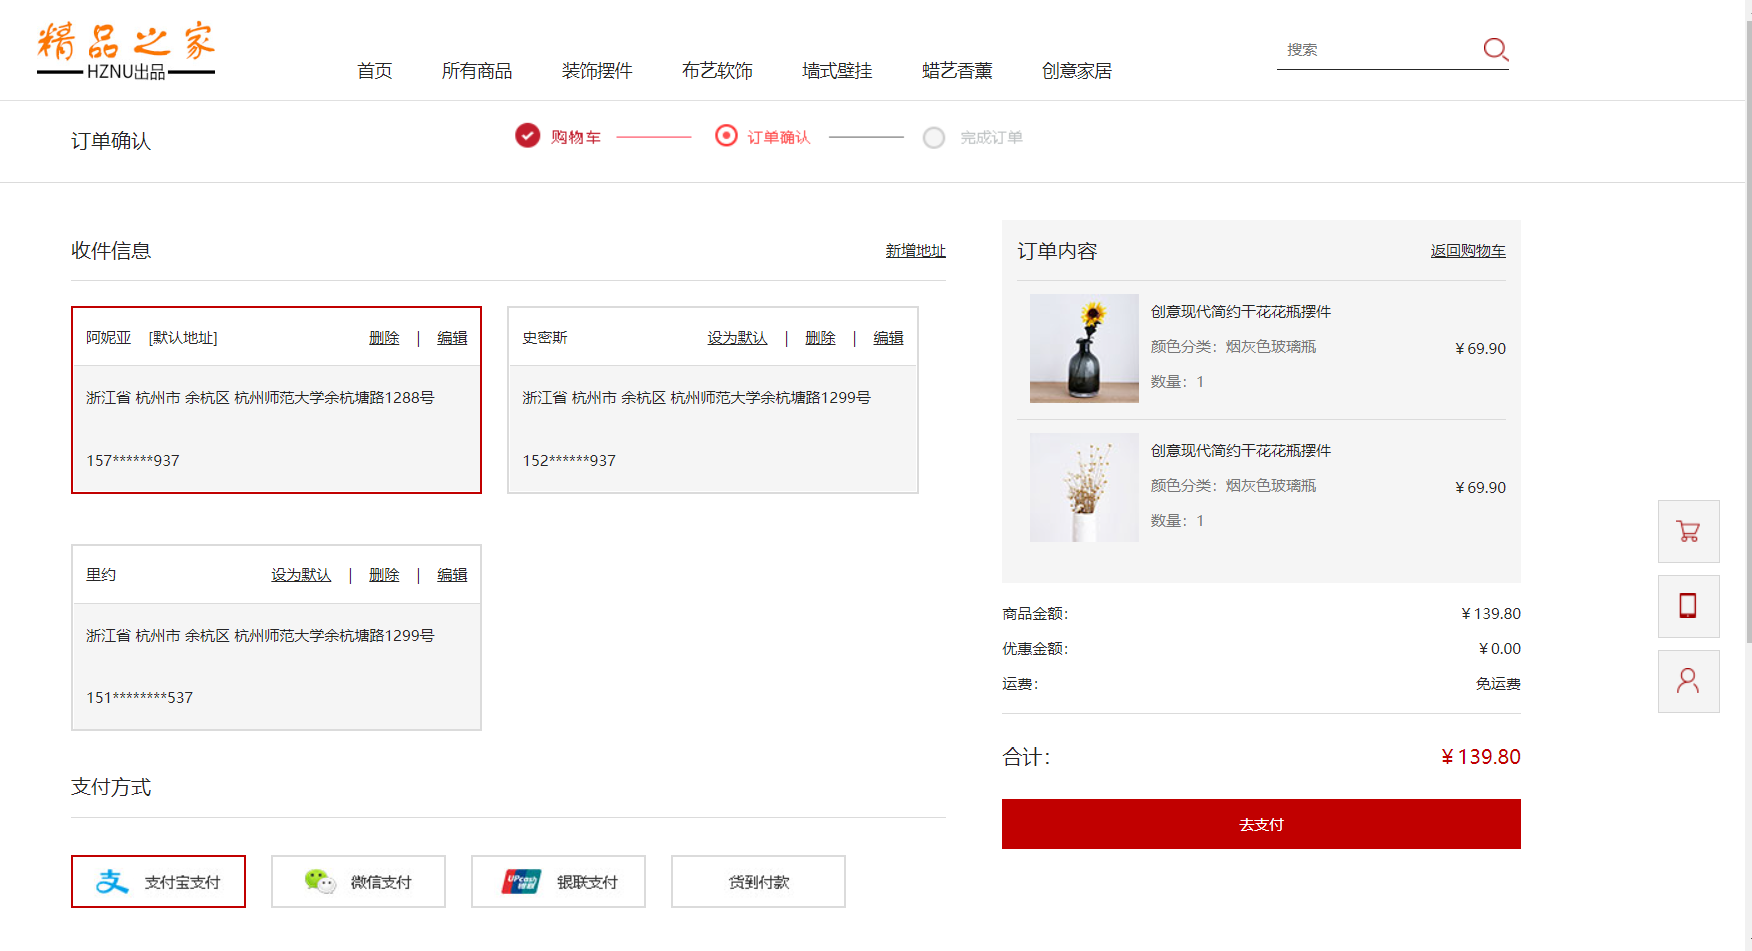 精品之家
HZNU出品
首页 所有商品 装饰摆件 布艺软饰 墙式壁挂 蜡艺香薰 创意家居
搜索
订单确认
购物车 订单确认 完成订单
收件信息 新增地址
阿妮亚 [默认地址] 删除 | 编辑
浙江省 杭州市 余杭区 杭州师范大学余杭塘路1288号
157******937
史密斯 设为默认 | 删除 | 编辑
浙江省 杭州市 余杭区 杭州师范大学余杭塘路1299号
152******937
里约 设为默认 | 删除 | 编辑
浙江省 杭州市 余杭区 杭州师范大学余杭塘路1299号
151********537
支付方式
支付宝支付 微信支付 UPcash 银联支付 货到付款
订单内容 返回购物车
创意现代简约干花花瓶摆件
颜色分类：烟灰色玻璃瓶 ￥69.90
数量：1
创意现代简约干花花瓶摆件
颜色分类：烟灰色玻璃瓶 ￥69.90
数量：1
商品金额： ￥139.80
优惠金额： ￥0.00
运费： 免运费
合计： ￥139.80
去支付